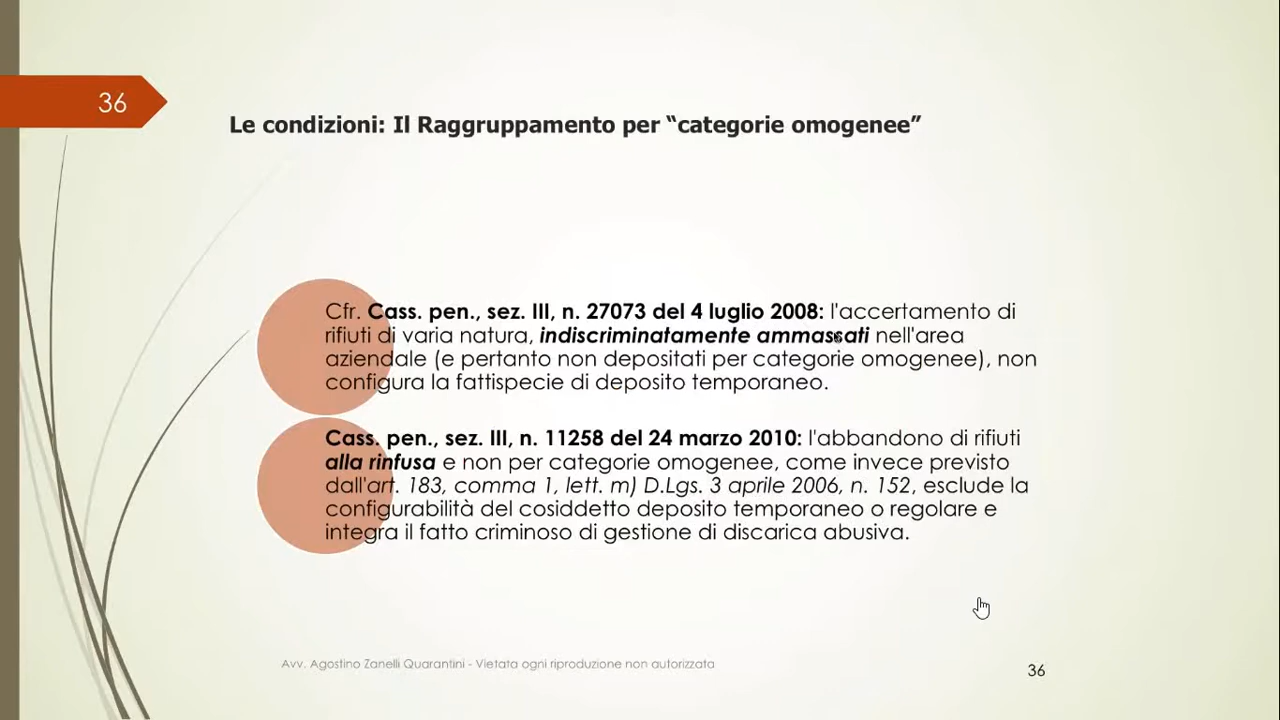 36
Le condizioni: Il Raggruppamento per “categorie omogenee”
Cfr. Cass. pen., sez. III, n. 27073 del 4 luglio 2008: l'accertamento di
rifiuti di varia natura, indiscriminatamente ammassati nell'area
aziendale (e pertanto non depositati per categorie omogenee), non
configura la fattispecie di deposito temporaneo.
Cass. pen., sez. III, n. 11258 del 24 marzo 2010: l'abbandono di rifiuti
alla rinfusa e non per categorie omogenee, come invece previsto
dall'art. 183, comma 1, lett. m) D.Lgs. 3 aprile 2006, n. 152, esclude la
configurabilità del cosiddetto deposito temporaneo o regolare e
integra il fatto criminoso di gestione di discarica abusiva.
Avv. Agostino Zanelli Quarantini - Vietata ogni riproduzione non autorizzata
36